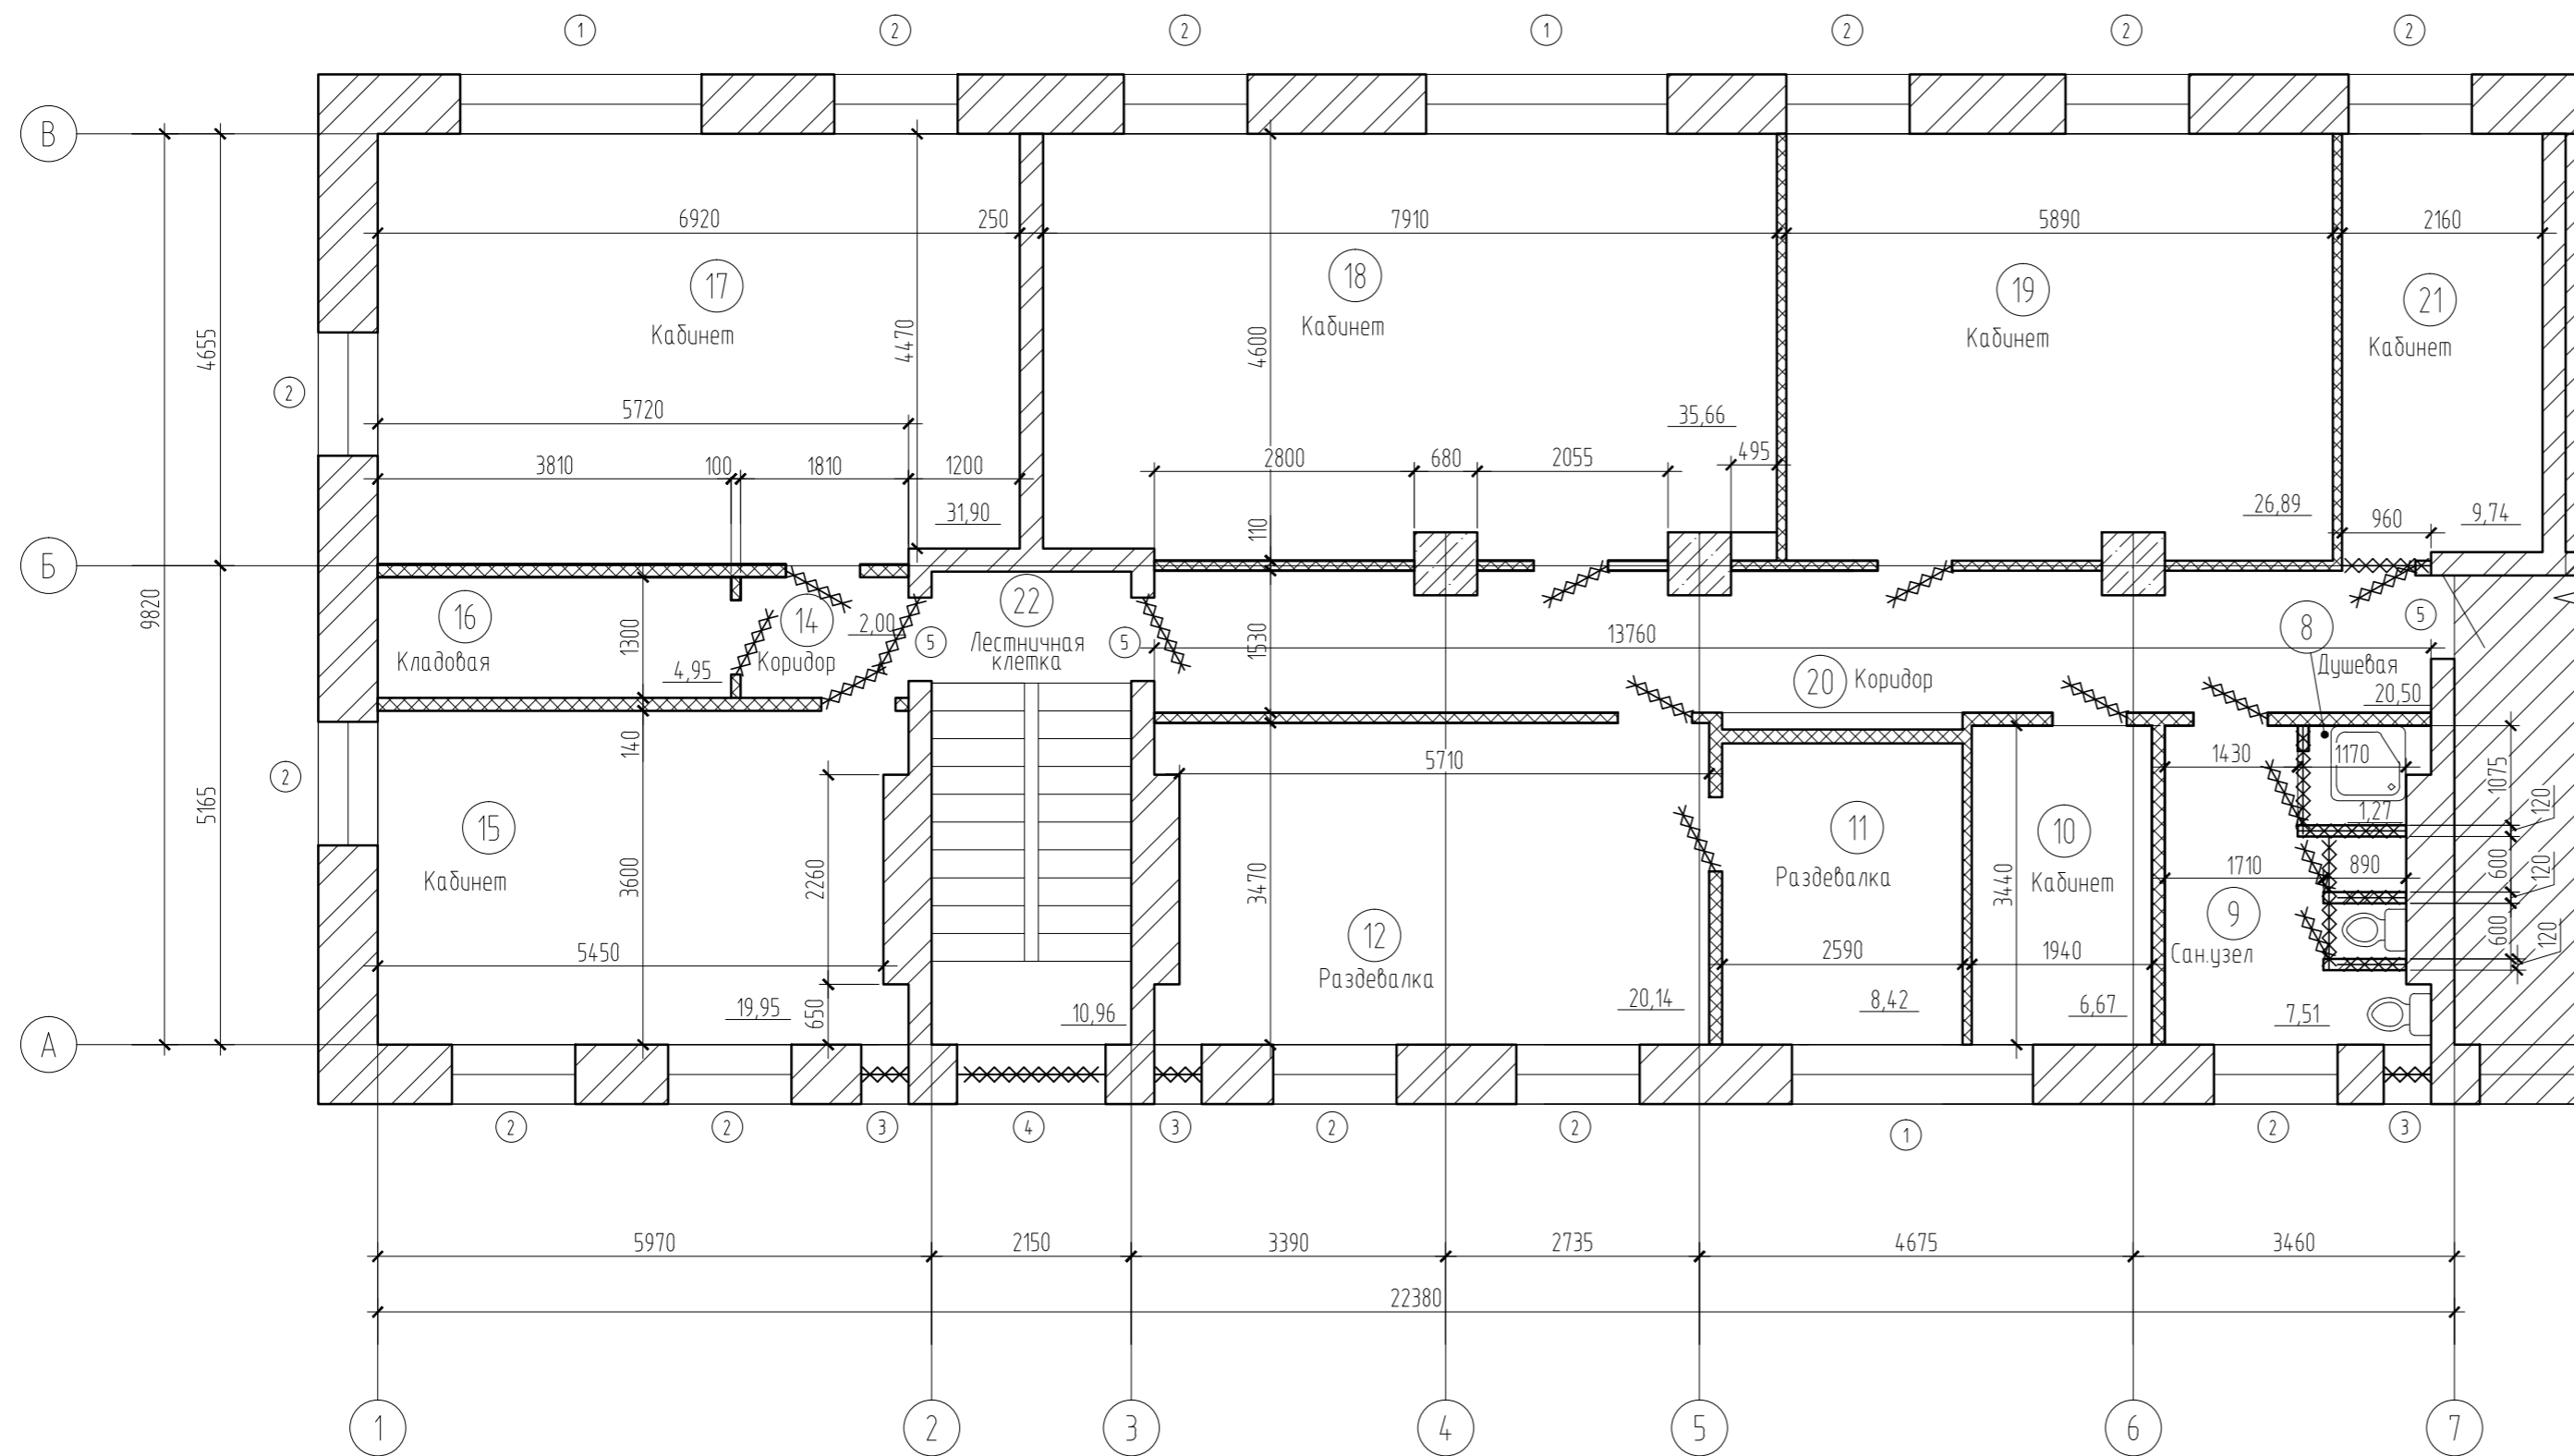 1 2 2 1 2 2 2
В
6920 250 7910 5890 2160
17 18 19 21
Кабинет Кабинет Кабинет Кабинет
4655 4470 4600
2
5720 35,66
3810 100 1810 1200 2800 680 2055 495
31,90 26,89 960 9,74
110
Б
9820
16 14 2,00 22 8 5
1300 5 5 1530 13760
Кладовая 4,95 Коридор Лестничная
клетка
20 Коридор Душевая
20,50
140 5710 1430 1170 1075
2
5165 120
1,27
15 2260 11 10
Кабинет 3600 3470 Раздевалка 3440 Кабинет 1710 890 600 120
9
12 600 120
5450 2590 1940 Сан.узел
Раздевалка
19,95 650 10,96 20,14 8,42 6,67 7,51
А
2 2 3 4 3 2 2 1 2 3
5970 2150 3390 2735 4675 3460
22380
1 2 3 4 5 6 7